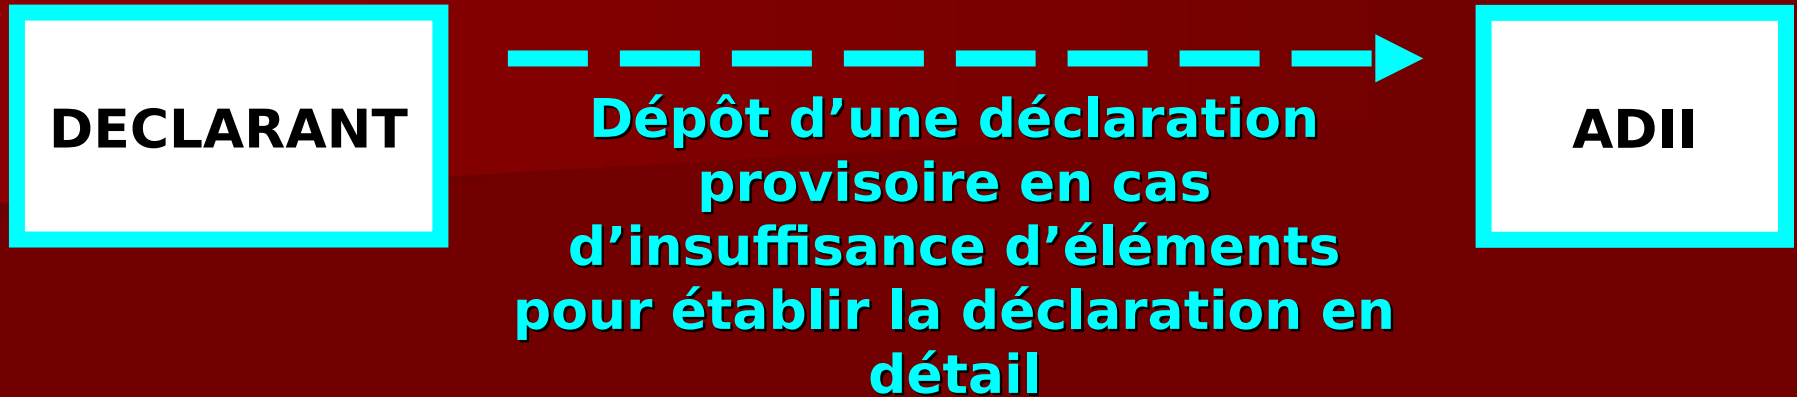 DECLARANT
Dépôt d’une déclaration
provisoire en cas
d’insuffisance d’éléments
pour établir la déclaration en
détail
ADII